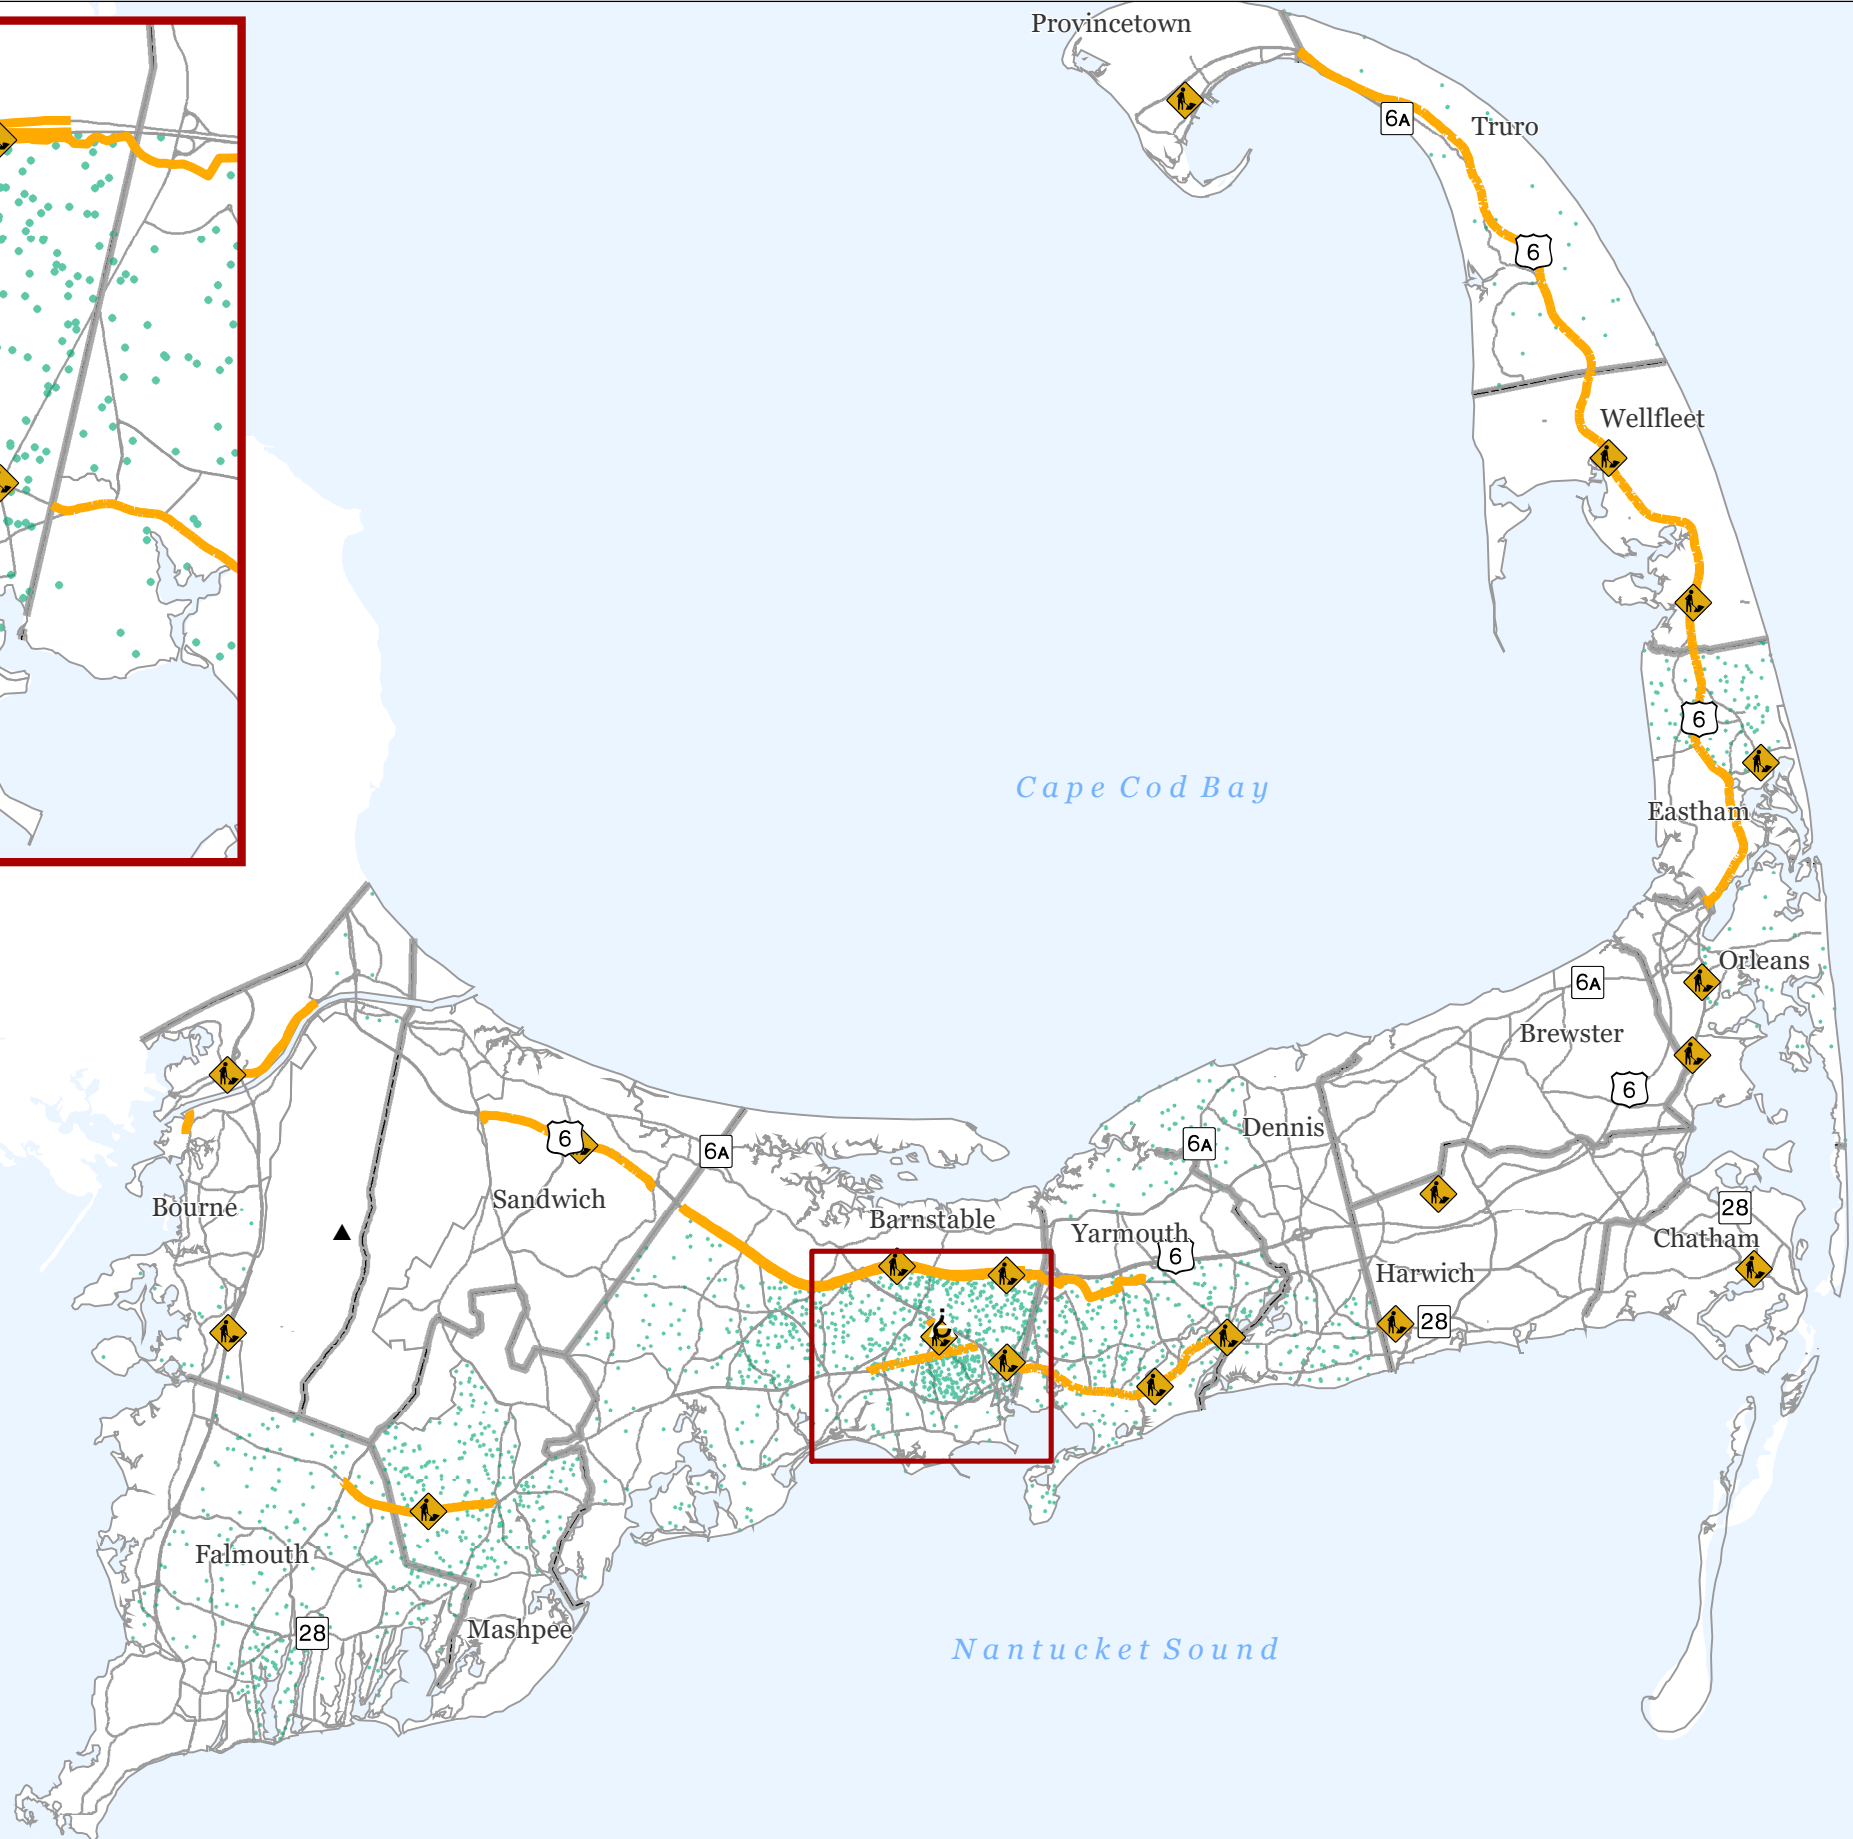 Provincetown
6A
Truro
6
Wellfleet
6
Cape Cod Bay
Eastham
Orleans
6A
Brewster
6
Dennis
6
6A
6A
Sandwich
Bourne
28
Barnstable
Yarmouth
Chatham
6
Harwich
28
Falmouth
28
Mashpee
Nantucket Sound